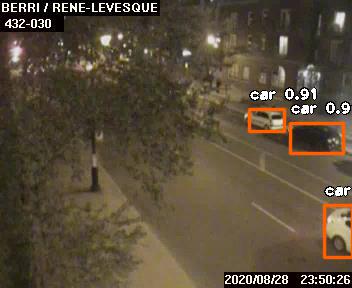 BERRI / RENE-LEVESQUE
432-030
car 0.91
car 0.9
car
2020/08/28 23:50:26